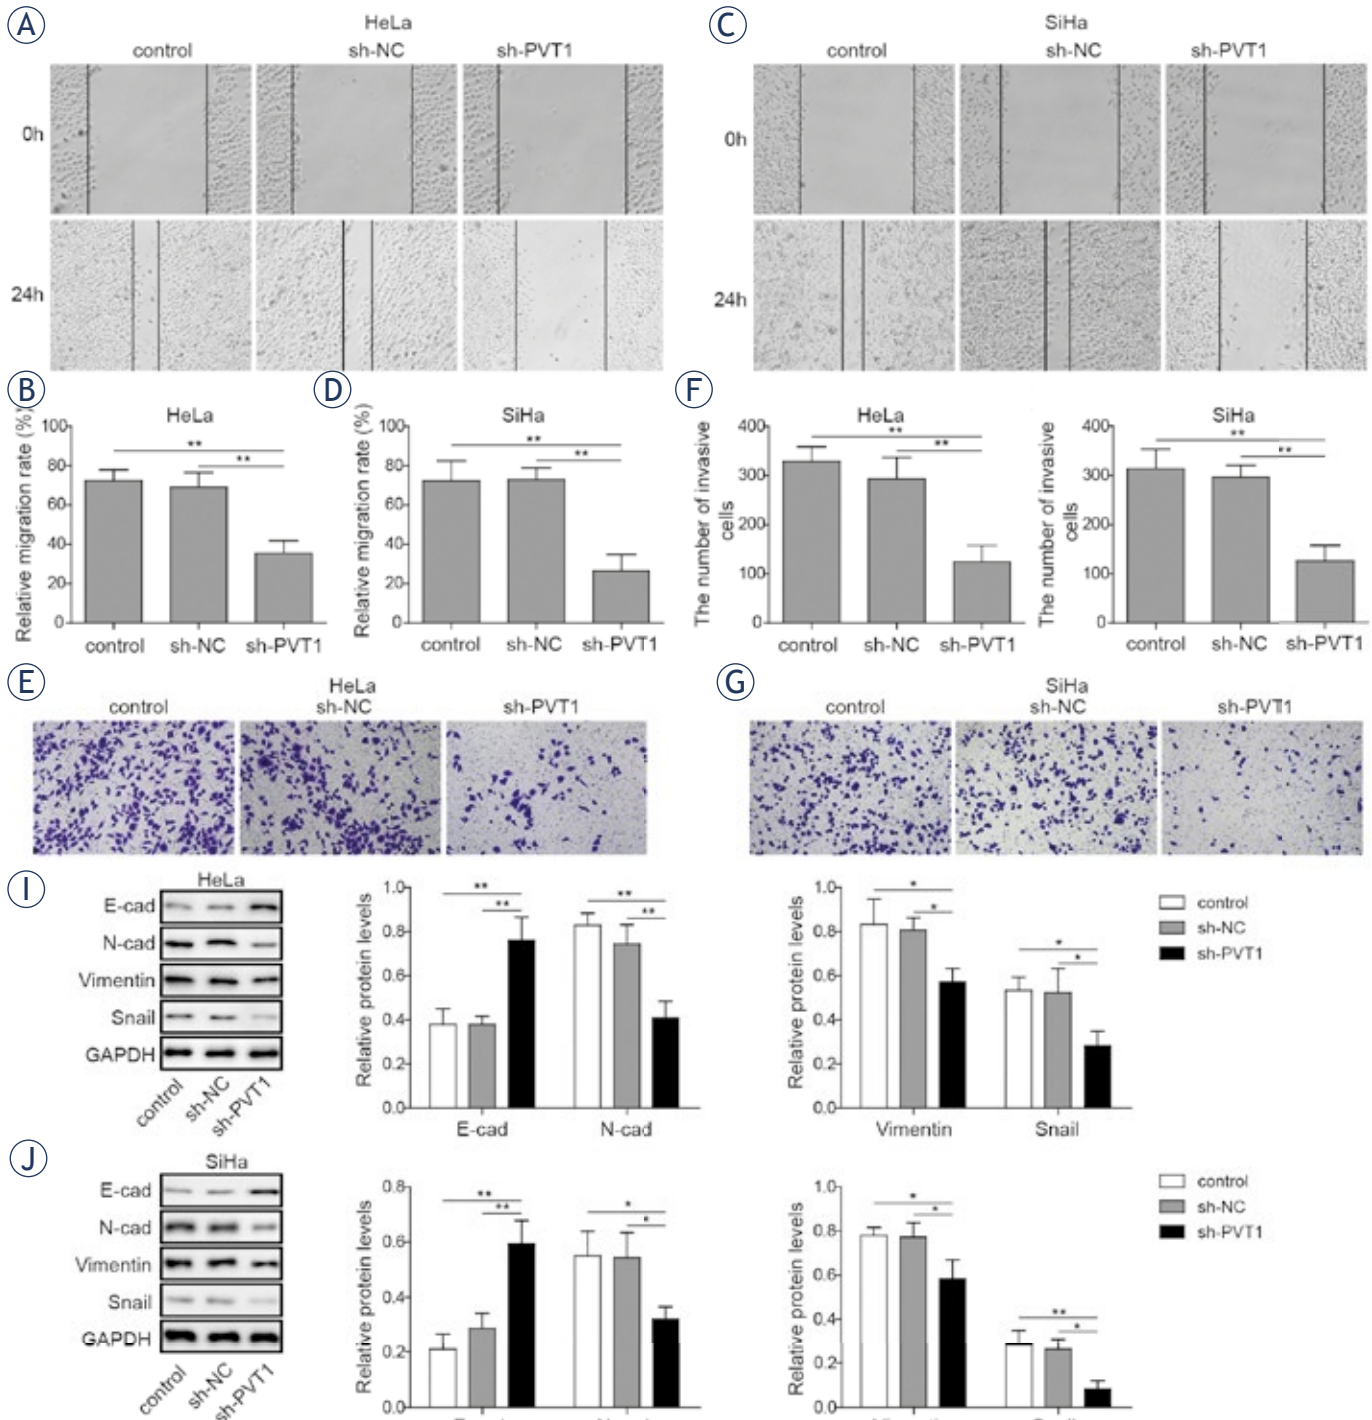 A
HeLa
control sh-NC sh-PVT1
0h
24h
C
SiHa
control sh-NC sh-PVT1
0h
24h
B
HeLa
Relative migration rate (%)
100
80
60
40
20
0
**
**
control sh-NC sh-PVT1
D
SiHa
Relative migration rate (%)
100
80
60
40
20
0
**
**
control sh-NC sh-PVT1
F
HeLa
The number of invasive
cells
400
300
200
100
0
**
**
control sh-NC sh-PVT1
SiHa
The number of invasive
cells
400
300
200
100
0
**
**
control sh-NC sh-PVT1
E
HeLa
control sh-NC sh-PVT1
G
SiHa
control sh-NC sh-PVT1
I
HeLa
E-cad
N-cad
Vimentin
Snail
GAPDH
control sh-NC sh-PVT1
Relative protein levels
1.0
0.8
0.6
0.4
0.2
0.0
**
**
**
**
E-cad N-cad
Relative protein levels
1.0
0.8
0.6
0.4
0.2
0.0
*
*
*
*
Vimentin Snail
control
sh-NC
sh-PVT1
J
SiHa
E-cad
N-cad
Vimentin
Snail
GAPDH
control sh-NC sh-PVT1
Relative protein levels
0.8
0.6
0.4
0.2
0.0
**
**
*
*
Relative protein levels
1.0
0.8
0.6
0.4
0.2
0.0
*
*
**
*
control
sh-NC
sh-PVT1